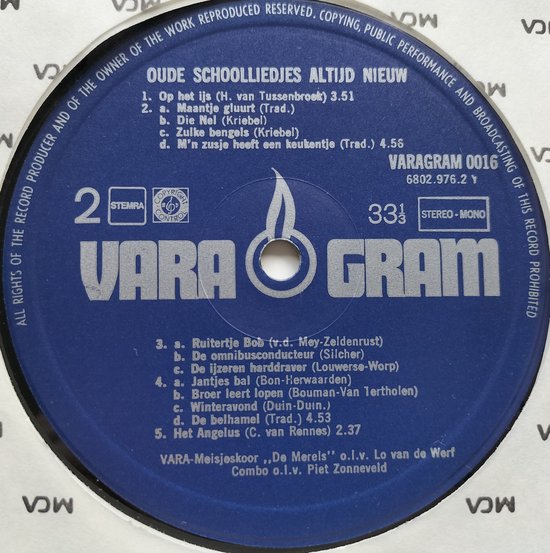 ALL RIGHTS OF THE RECORD PRODUCER AND OF THE OWNER OF THE WORK REPRODUCED RESERVED. COPYING, PUBLIC PERFORMANCE AND BROADCASTING OF THIS RECORD PROHIBITED
OUDE SCHOOLLIEDJES ALTIJD NIEUW
1. Op het ijs (H. van Tussenbroek) 3.51
2. a. Maantje gluurt (Trad.)
b. Die Nel (Kriebel)
c. Zulke bengels (Kriebel)
d. M'n zusje heeft een keukentje (Trad.) 4.56
VARAGRAM 0016
6802.976.2 Y
2 STEMRA COPYRIGHT CONTROL 33 1/3 STEREO-MONO
VARA GRAM
3. a. Ruitertje Bob (v.d. Mey-Zeldenrust)
b. De omnibusconducteur (Silcher)
c. De ijzeren harddraver (Louwerse-Worp)
4. a. Jantjes bal (Bon-Herwaarden)
b. Broer leert lopen (Bouman-Van Tertholen)
c. Winteravond (Duin-Duin.)
d. De belhamel (Trad.) 4.53
5. Het Angelus (C. van Rennes) 2.37
VARA-Meisjeskoor ,,De Merels" o.l.v. Lo van de Werf
Combo o.l.v. Piet Zonneveld
MCA
MCA
MCA
MCA
MCA
MCA